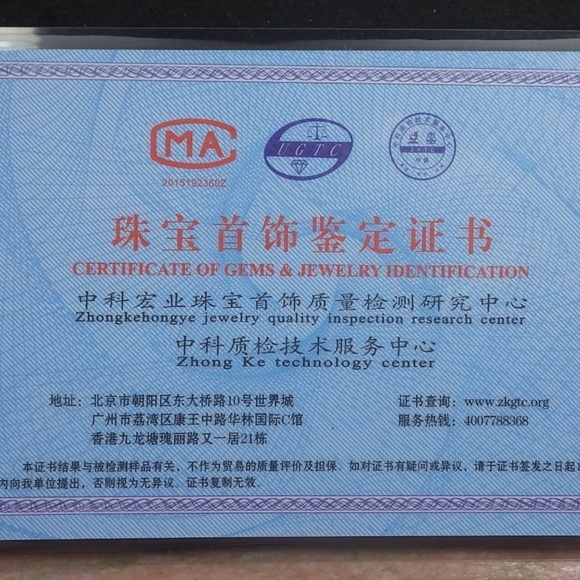 CMA
2015192360Z
UGTC
珠宝首饰鉴定证书
CERTIFICATE OF GEMS & JEWELRY IDENTIFICATION
中科宏业珠宝首饰质量检测研究中心
Zhongkehongye jewelry quality inspection research center
中科质检技术服务中心
Zhong Ke technology center
地址：北京市朝阳区东大桥路10号世界城
广州市荔湾区康王中路华林国际C馆
香港九龙塘瑰丽路又一居21栋
证书查询：www.zkgtc.org
服务热线：4007788368
本证书结果与被检测样品有关，不作为贸易的质量评价及担保。如对证书有疑问或异议，请于证书签发之日起
内向我单位提出，否则视为无异议。证书复制无效。